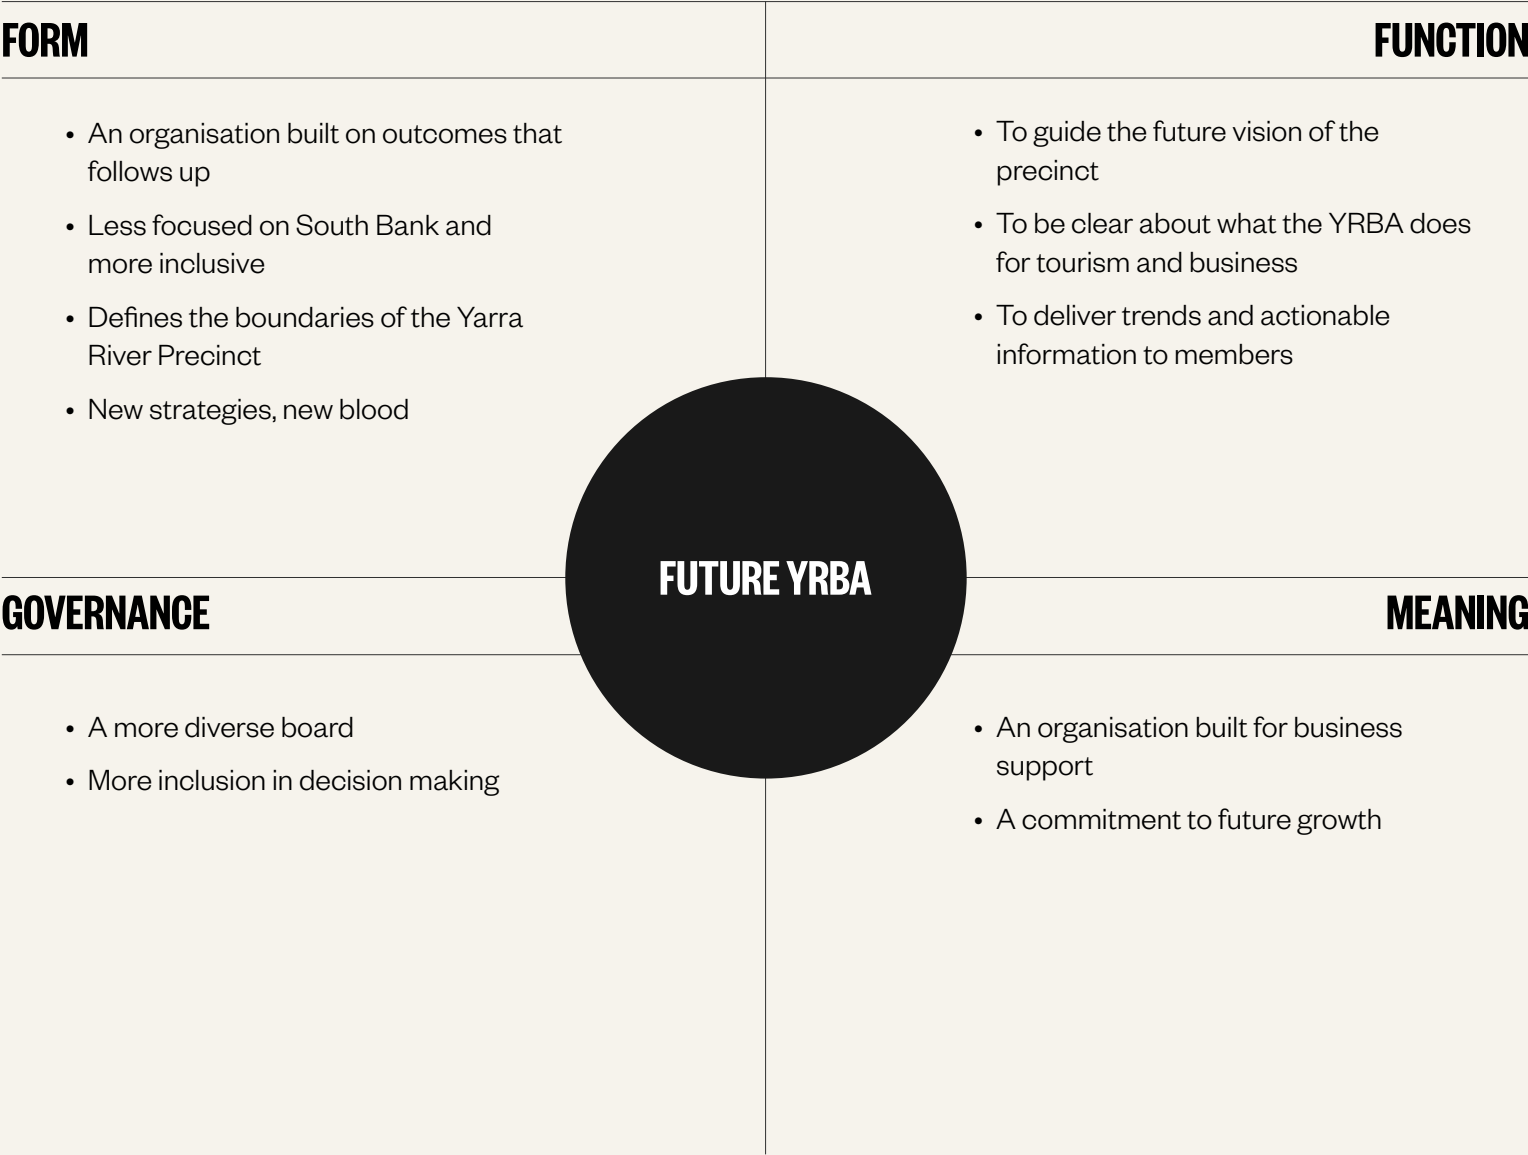 FORM
• An organisation built on outcomes that
follows up
• Less focused on South Bank and
more inclusive
• Defines the boundaries of the Yarra
River Precinct
• New strategies, new blood
FUNCTION
• To guide the future vision of the
precinct
• To be clear about what the YRBA does
for tourism and business
• To deliver trends and actionable
information to members
FUTURE YRBA
GOVERNANCE
• A more diverse board
• More inclusion in decision making
MEANING
• An organisation built for business
support
• A commitment to future growth